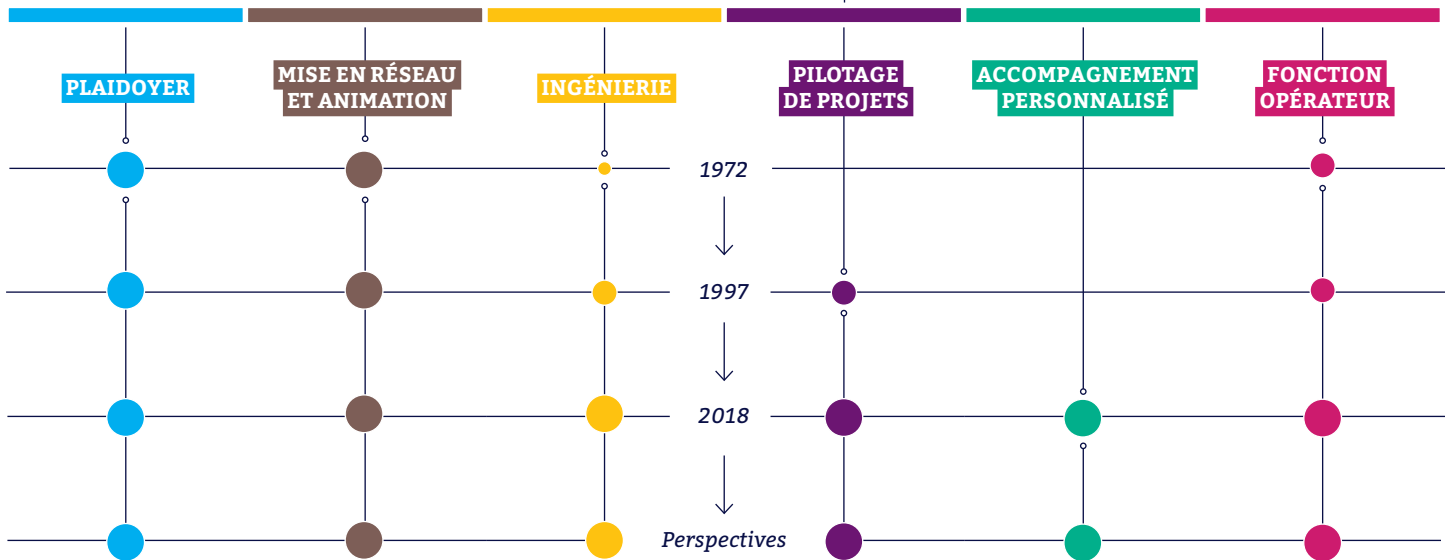 PLAIDOYER
MISE EN RÉSEAU
ET ANIMATION
INGÉNIERIE
PILOTAGE
DE PROJETS
ACCOMPAGNEMENT
PERSONNALISÉ
FONCTION
OPÉRATEUR
1972
1997
2018
Perspectives